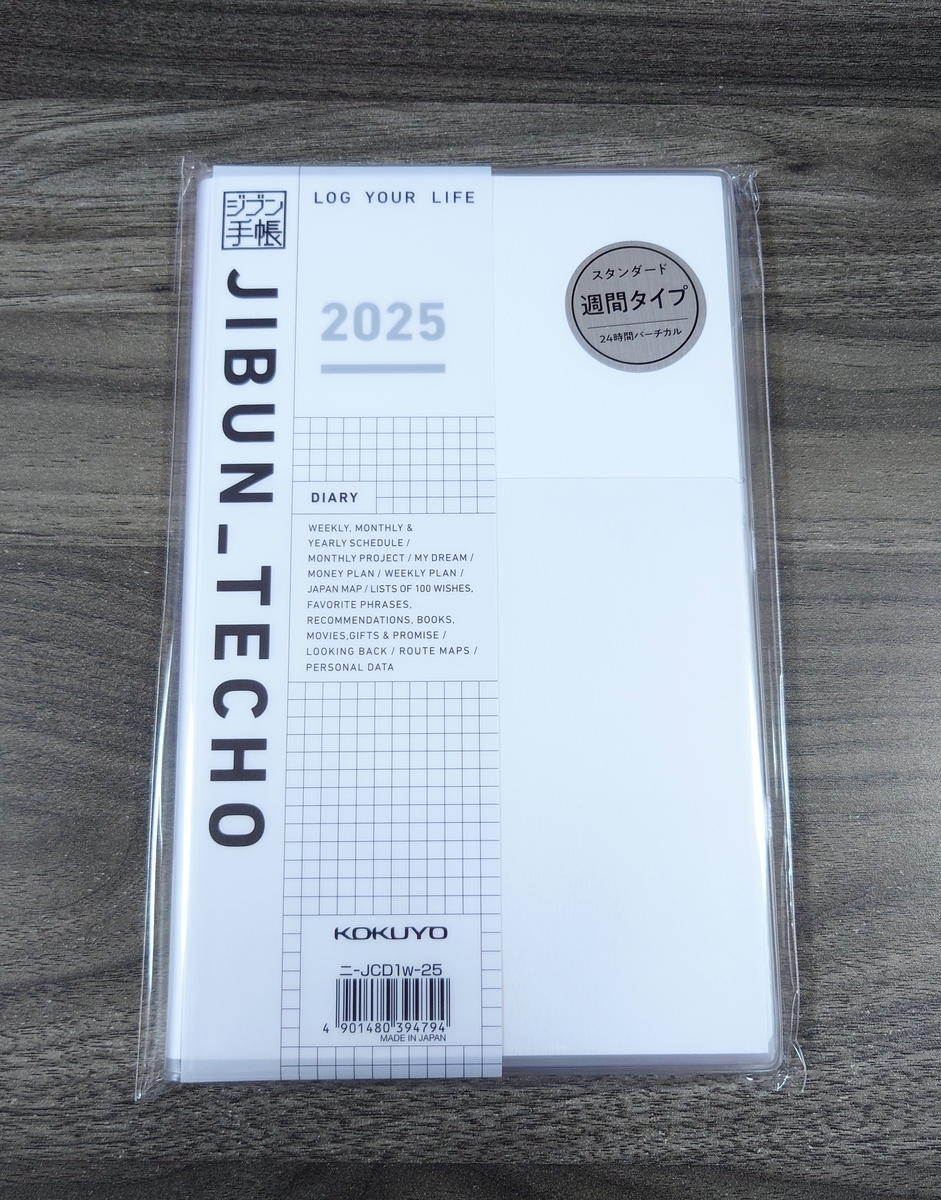 ジブン
手帳
JIBUN_TECHO
LOG YOUR LIFE
2025
スタンダード
週間タイプ
24時間バーチカル
DIARY
WEEKLY, MONTHLY &
YEARLY SCHEDULE /
MONTHLY PROJECT / MY DREAM /
MONEY PLAN / WEEKLY PLAN /
JAPAN MAP / LISTS OF 100 WISHES,
FAVORITE PHRASES,
RECOMMENDATIONS, BOOKS,
MOVIES,GIFTS & PROMISE /
LOOKING BACK / ROUTE MAPS /
PERSONAL DATA
KOKUYO
ニ-JCD1W-25
4 901480 394794
MADE IN JAPAN